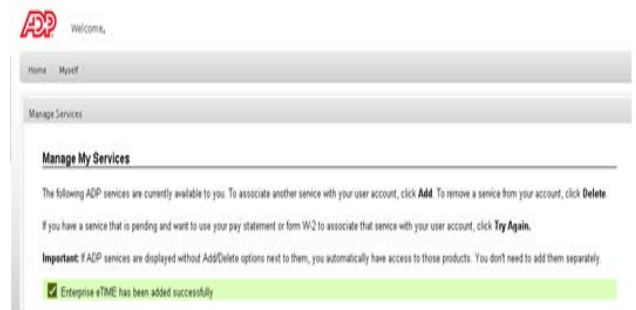 ADP Welcome,
Home Myself
Manage Services
Manage My Services
The following ADP services are currently available to you. To associate another service with your user account, click Add. To remove a service from your account, click Delete.
If you have a service that is pending and want to use your pay statement or form W-2 to associate that service with your user account, click Try Again.
Important: If ADP services are displayed without Add/Delete options next to them, you automatically have access to those products. You don't need to add them separately.
Enterprise eTIME has been added successfully